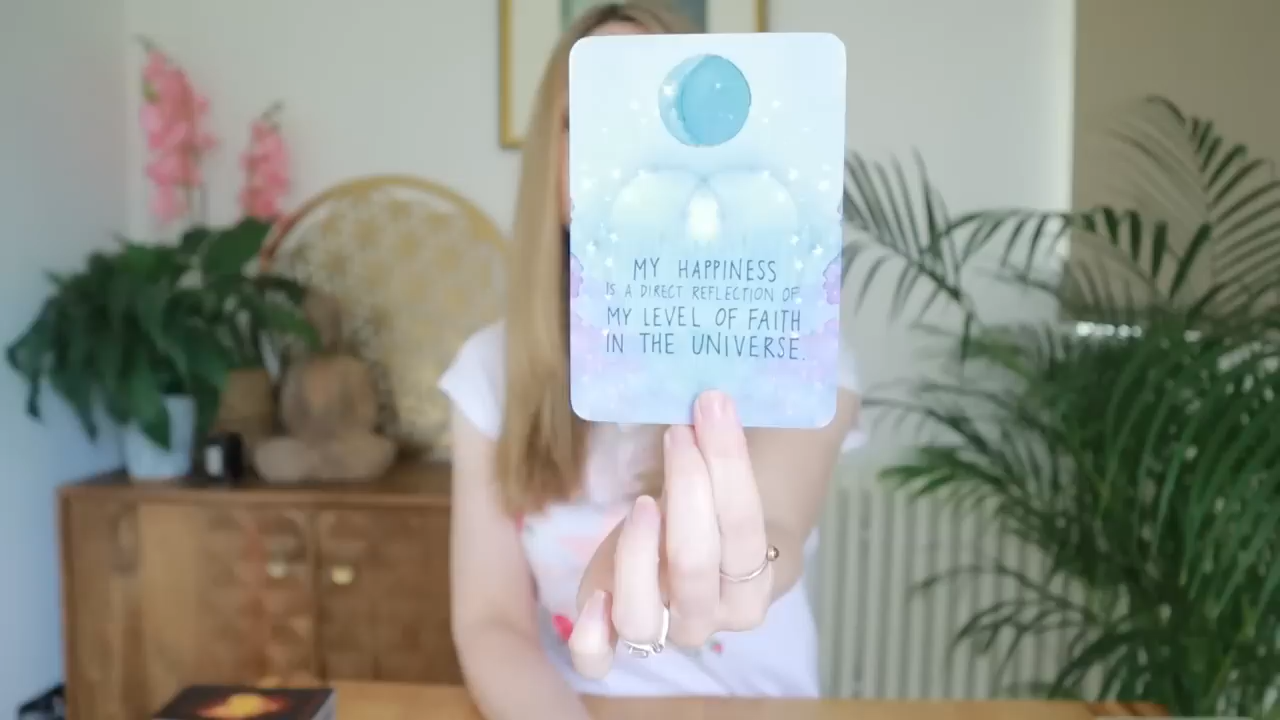 MY HAPPINESS
IS A DIRECT REFLECTION OF
MY LEVEL OF FAITH
IN THE UNIVERSE.